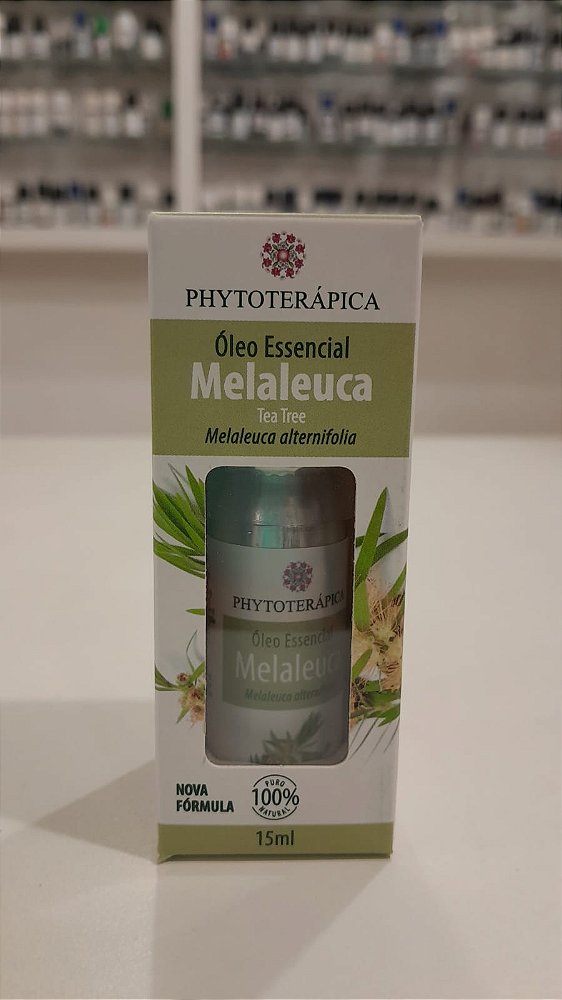 PHYTOTERÁPICA
Óleo Essencial
Melaleuca
Tea Tree
Melaleuca alternifolia
PHYTOTERÁPICA
Óleo Essencial
Melaleuca
Melaleuca alternifolia
NOVA
FÓRMULA
PURO
100%
NATURAL
15ml